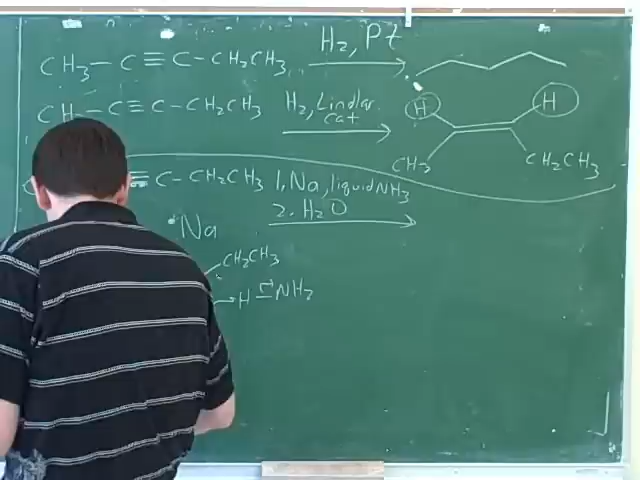 CH3-C≡C-CH2CH3 H2, Pt
CH3-C≡C-CH2CH3 H2, Lindlar cat
H H
CH3 CH2CH3
≡C-CH2CH3 1. Na, liquid NH3
2. H2O
•Na
CH2CH3
H-NH2